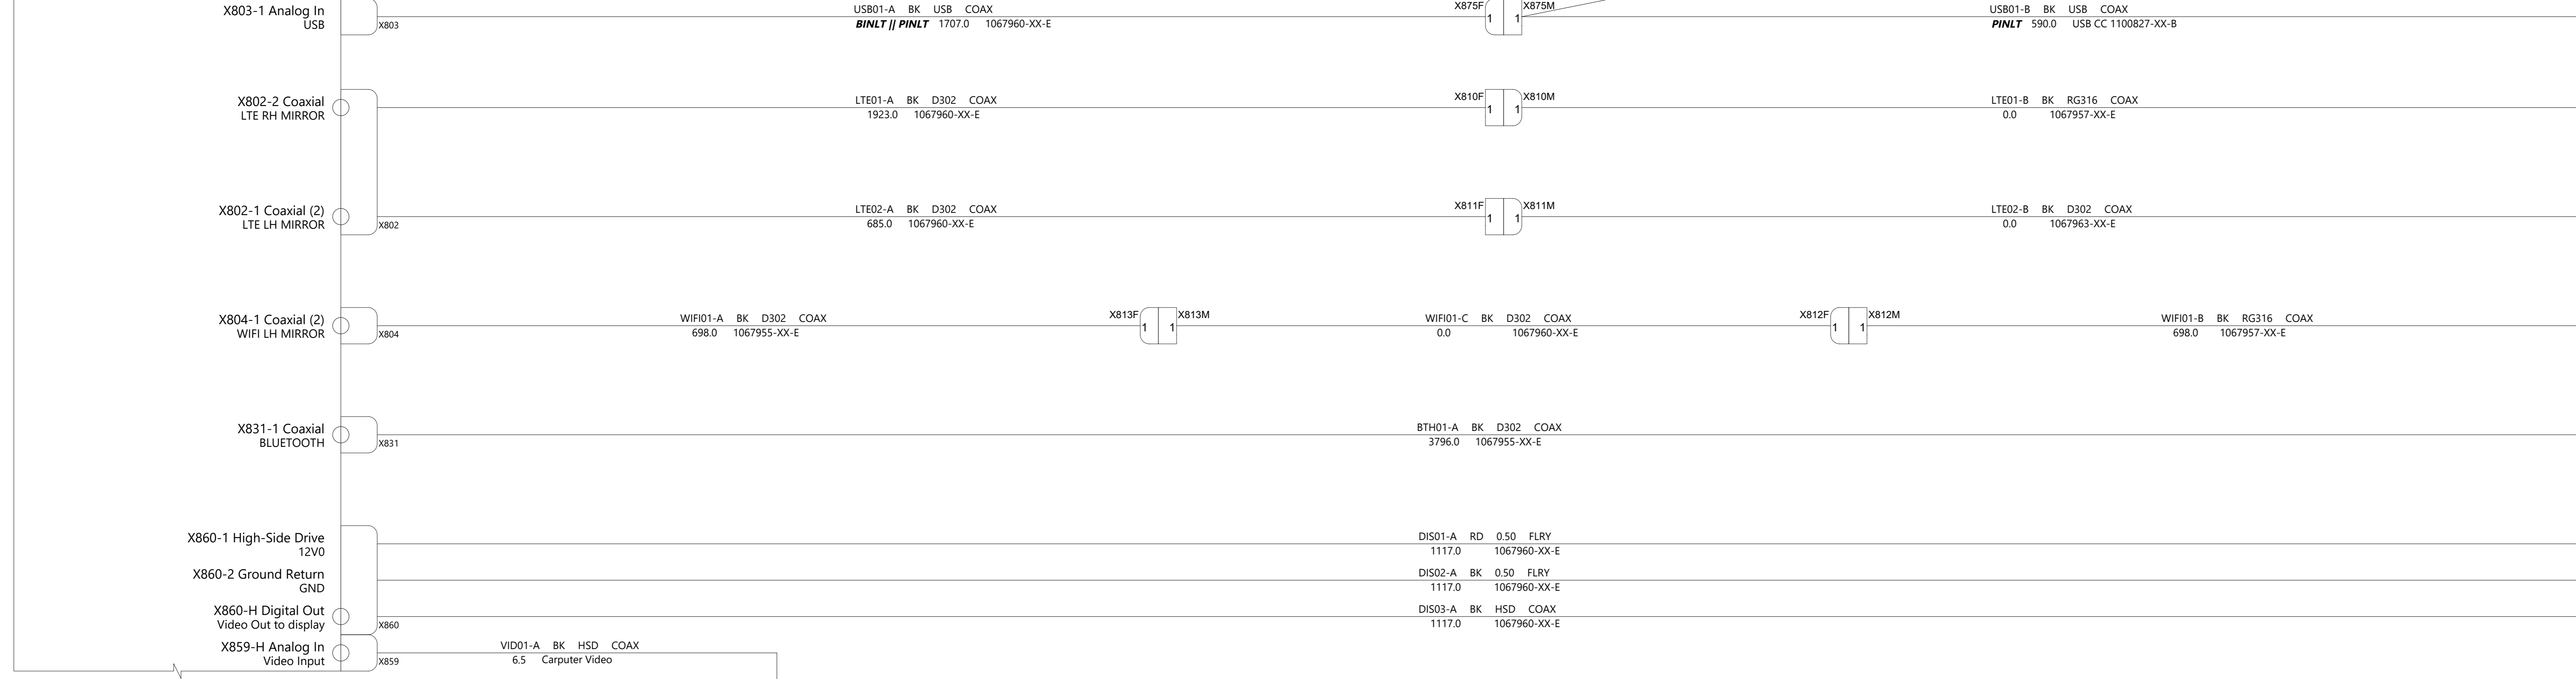 X803-1 Analog In
USB
X803
USB01-A BK USB COAX
BINLT || PINLT 1707.0 1067960-XX-E
X875F 1 1 X875M
USB01-B BK USB COAX
PINLT 590.0 USB CC 1100827-XX-B
X802-2 Coaxial
LTE RH MIRROR
LTE01-A BK D302 COAX
1923.0 1067960-XX-E
X810F 1 1 X810M
LTE01-B BK RG316 COAX
0.0 1067957-XX-E
X802-1 Coaxial (2)
LTE LH MIRROR
X802
LTE02-A BK D302 COAX
685.0 1067960-XX-E
X811F 1 1 X811M
LTE02-B BK D302 COAX
0.0 1067963-XX-E
X804-1 Coaxial (2)
WIFI LH MIRROR
X804
WIFI01-A BK D302 COAX
698.0 1067955-XX-E
X813F 1 1 X813M
WIFI01-C BK D302 COAX
0.0 1067960-XX-E
X812F 1 1 X812M
WIFI01-B BK RG316 COAX
698.0 1067957-XX-E
X831-1 Coaxial
BLUETOOTH
X831
BTH01-A BK D302 COAX
3796.0 1067955-XX-E
X860-1 High-Side Drive
12V0
DIS01-A RD 0.50 FLRY
1117.0 1067960-XX-E
X860-2 Ground Return
GND
DIS02-A BK 0.50 FLRY
1117.0 1067960-XX-E
X860-H Digital Out
Video Out to display
X860
DIS03-A BK HSD COAX
1117.0 1067960-XX-E
X859-H Analog In
Video Input
X859
VID01-A BK HSD COAX
6.5 Carputer Video